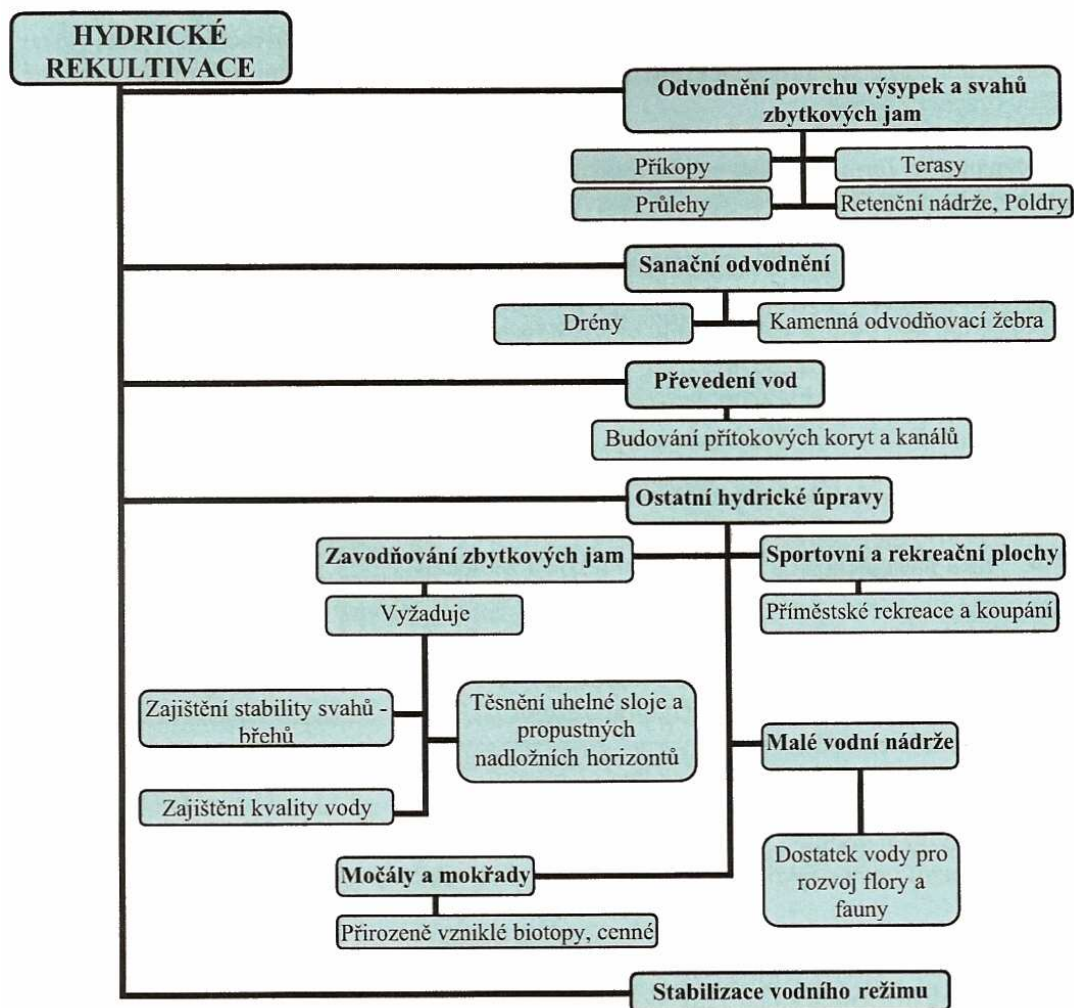 HYDRICKÉ
REKULTIVACE
Odvodnění povrchu výsypek a svahů
zbytkových jam
Příkopy
Terasy
Průlehy
Retenční nádrže, Poldry
Sanační odvodnění
Drény
Kamenná odvodňovací žebra
Převedení vod
Budování přítokových koryt a kanálů
Ostatní hydrické úpravy
Zavodňování zbytkových jam
Sportovní a rekreační plochy
Vyžaduje
Příměstské rekreace a koupání
Zajištění stability svahů -
břehů
Těsnění uhelné sloje a
propustných
nadložních horizontů
Malé vodní nádrže
Zajištění kvality vody
Dostatek vody pro
rozvoj flory a
fauny
Močály a mokřady
Přirozeně vzniklé biotopy, cenné
Stabilizace vodního režimu